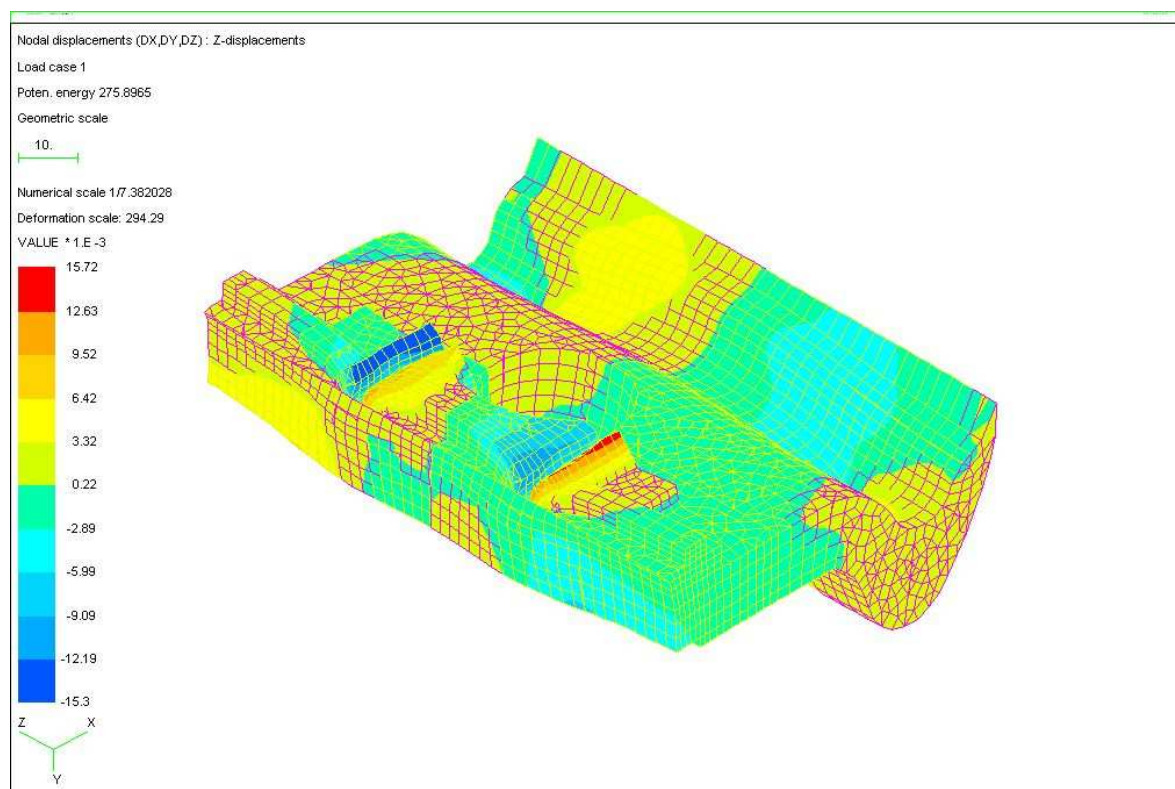 Nodal displacements (DX,DY,DZ) : Z-displacements
Load case 1
Poten. energy 275.8965
Geometric scale
10.
Numerical scale 1/7.382028
Deformation scale: 294.29
VALUE * 1.E -3
15.72
12.63
9.52
6.42
3.32
0.22
-2.89
-5.99
-9.09
-12.19
-15.3
Z X
Y